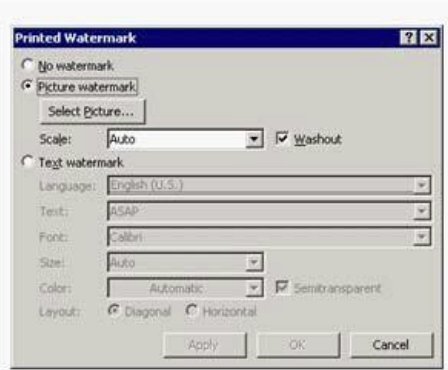 Printed Watermark
No watermark
Picture watermark
Select Picture...
Scale: Auto Washout
Text watermark
Language: English (U.S.)
Text: ASAP
Font: Calibri
Size: Auto
Color: Automatic Semitransparent
Layout: Diagonal Horizontal
Apply OK Cancel